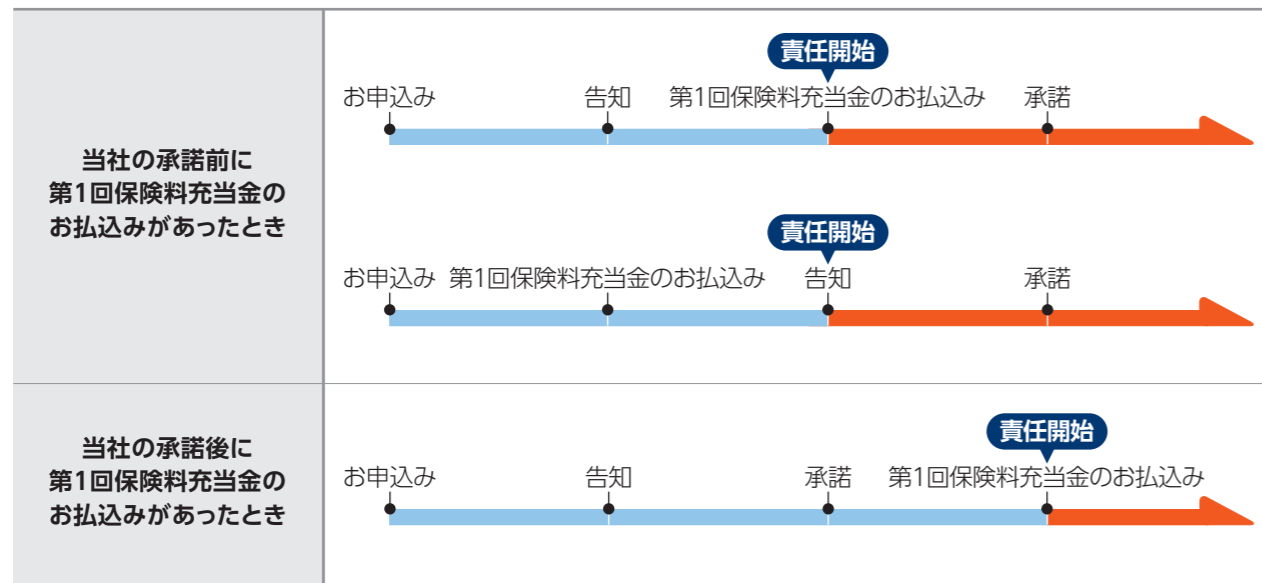 当社の承諾前に
第1回保険料充当金の
お払込みがあったとき
責任開始
お申込み 告知 第1回保険料充当金のお払込み 承諾
責任開始
お申込み 第1回保険料充当金のお払込み 告知 承諾
当社の承諾後に
第1回保険料充当金の
お払込みがあったとき
責任開始
お申込み 告知 承諾 第1回保険料充当金のお払込み